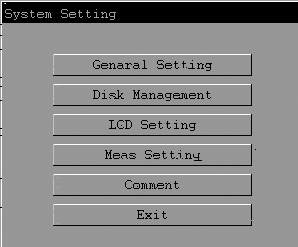 System Setting
Genaral Setting
Disk Management
LCD Setting
Meas Setting
Comment
Exit